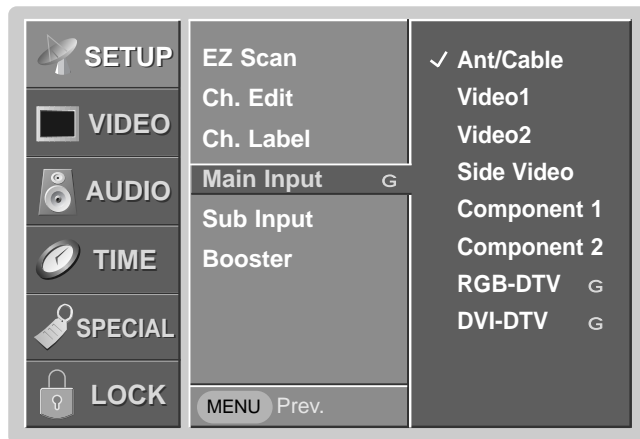 SETUP
VIDEO
AUDIO
TIME
SPECIAL
LOCK
EZ Scan
Ch. Edit
Ch. Label
Main Input G
Sub Input
Booster
MENU Prev.
✓ Ant/Cable
Video1
Video2
Side Video
Component 1
Component 2
RGB-DTV G
DVI-DTV G